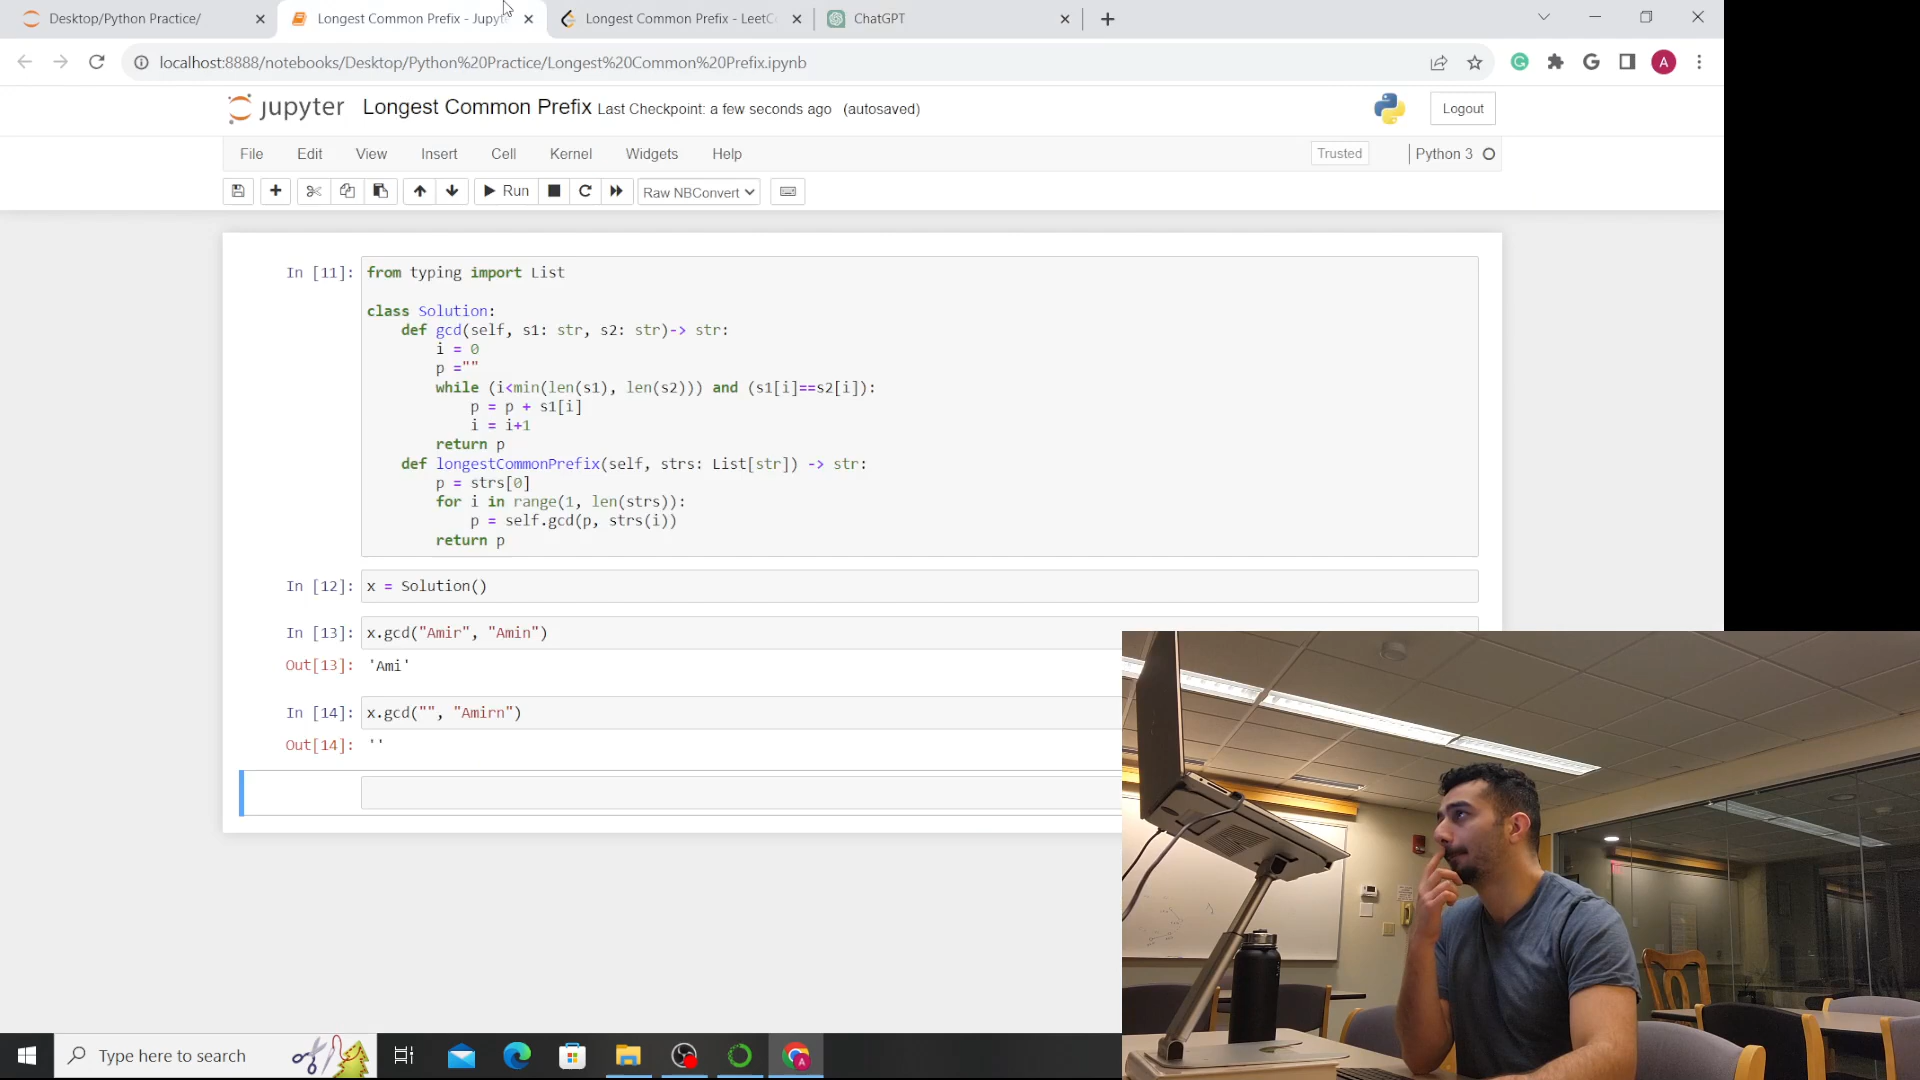 Desktop/Python Practice/
Longest Common Prefix - Jupyt
Longest Common Prefix - LeetC
ChatGPT
localhost:8888/notebooks/Desktop/Python%20Practice/Longest%20Common%20Prefix.ipynb
A
jupyter Longest Common Prefix Last Checkpoint: a few seconds ago (autosaved)
Logout
File Edit View Insert Cell Kernel Widgets Help
Trusted
Python 3
Run
Raw NBConvert
In [11]:
from typing import List
class Solution:
def gcd(self, s1: str, s2: str)-> str:
i = 0
p =""
while (i<min(len(s1), len(s2))) and (s1[i]==s2[i]):
p = p + s1[i]
i = i+1
return p
def longestCommonPrefix(self, strs: List[str]) -> str:
p = strs[0]
for i in range(1, len(strs)):
p = self.gcd(p, strs(i))
return p
In [12]: x = Solution()
In [13]: x.gcd("Amir", "Amin")
Out[13]: 'Ami'
In [14]: x.gcd("", "Amirn")
Out[14]: ''
Type here to search